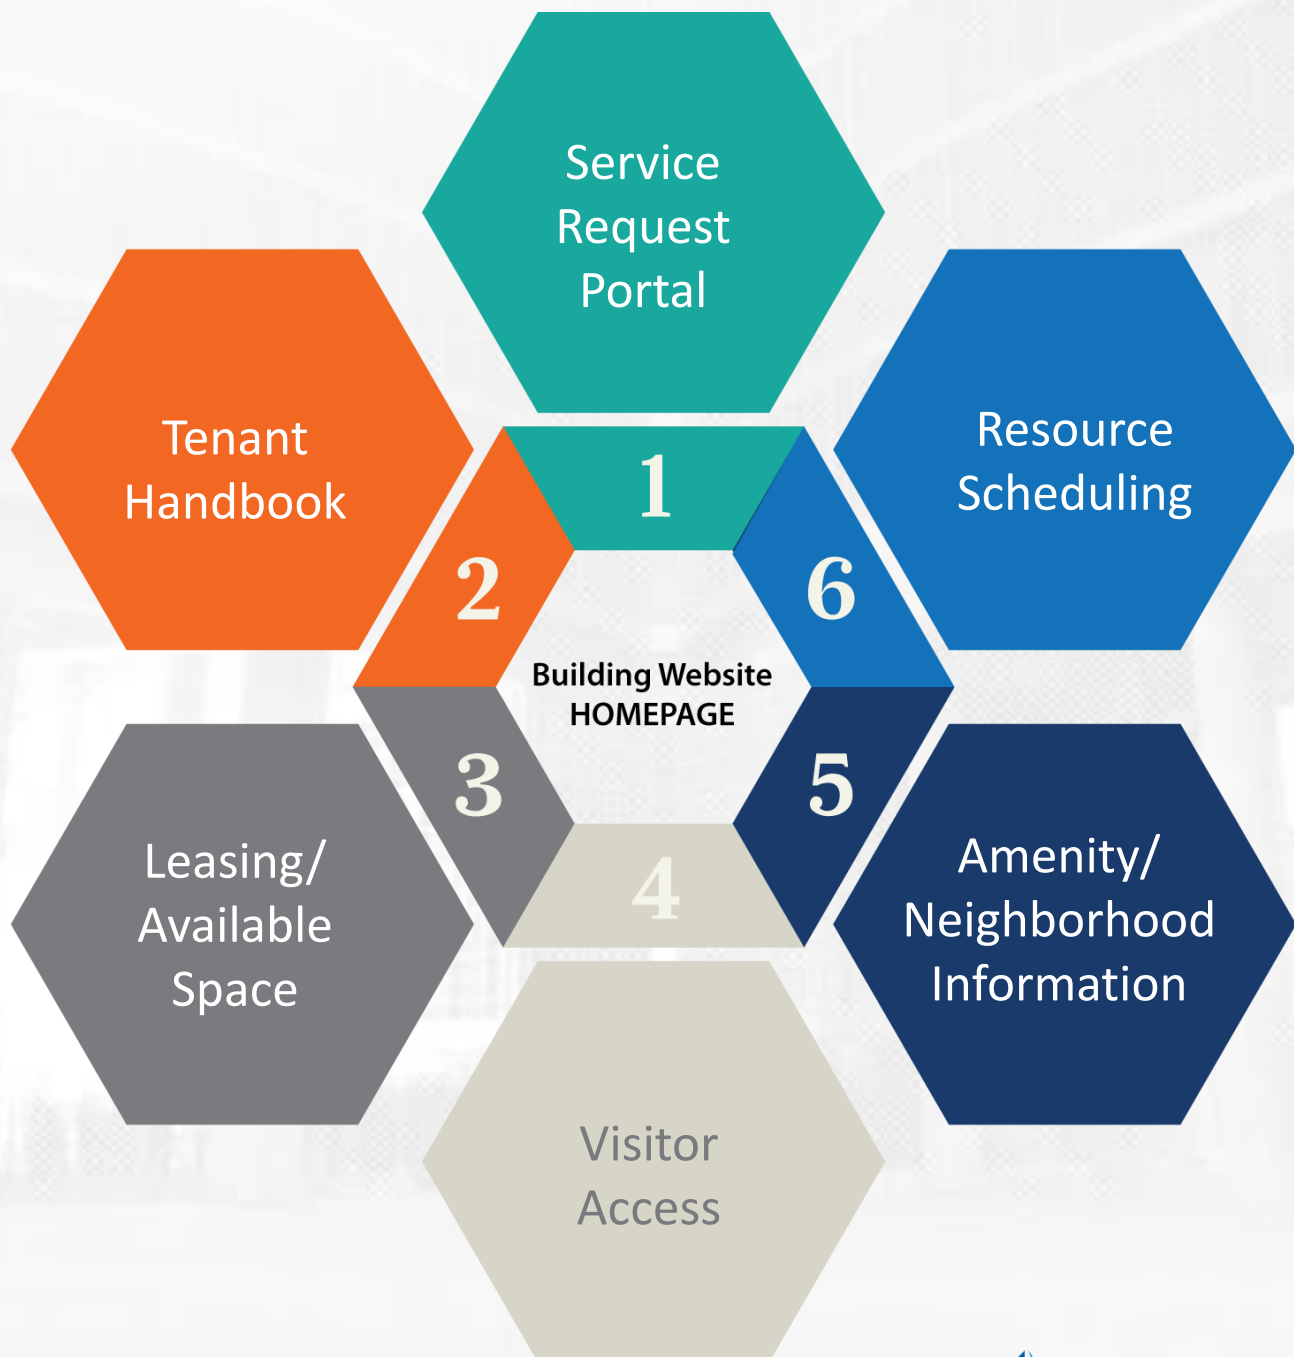 Service
Request
Portal
Tenant
Handbook
Resource
Scheduling
1
2
6
Building Website
HOMEPAGE
3
5
4
Leasing/
Available
Space
Amenity/
Neighborhood
Information
Visitor
Access